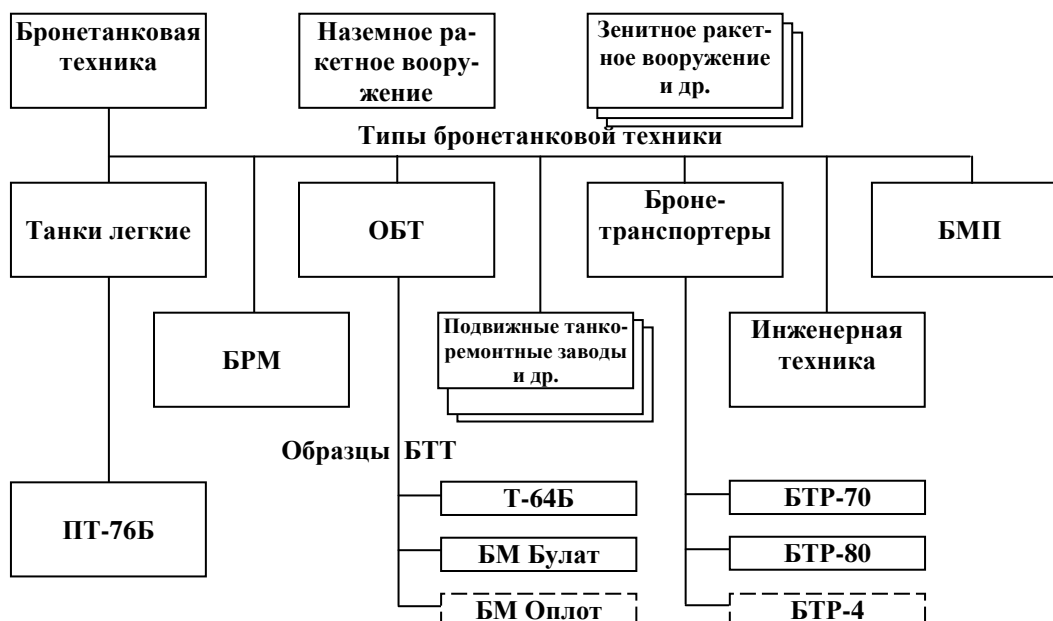 Бронетанковая
техника
Наземное ра-
кетное воору-
жение
Зенитное ракет-
ное вооружение
и др.
Типы бронетанковой техники
Танки легкие
ОБТ
Броне-
транспортеры
БМП
БРМ
Подвижные танко-
ремонтные заводы
и др.
Инженерная
техника
Образцы БТТ
ПТ-76Б
Т-64Б
БТР-70
БМ Булат
БТР-80
БМ Оплот
БТР-4